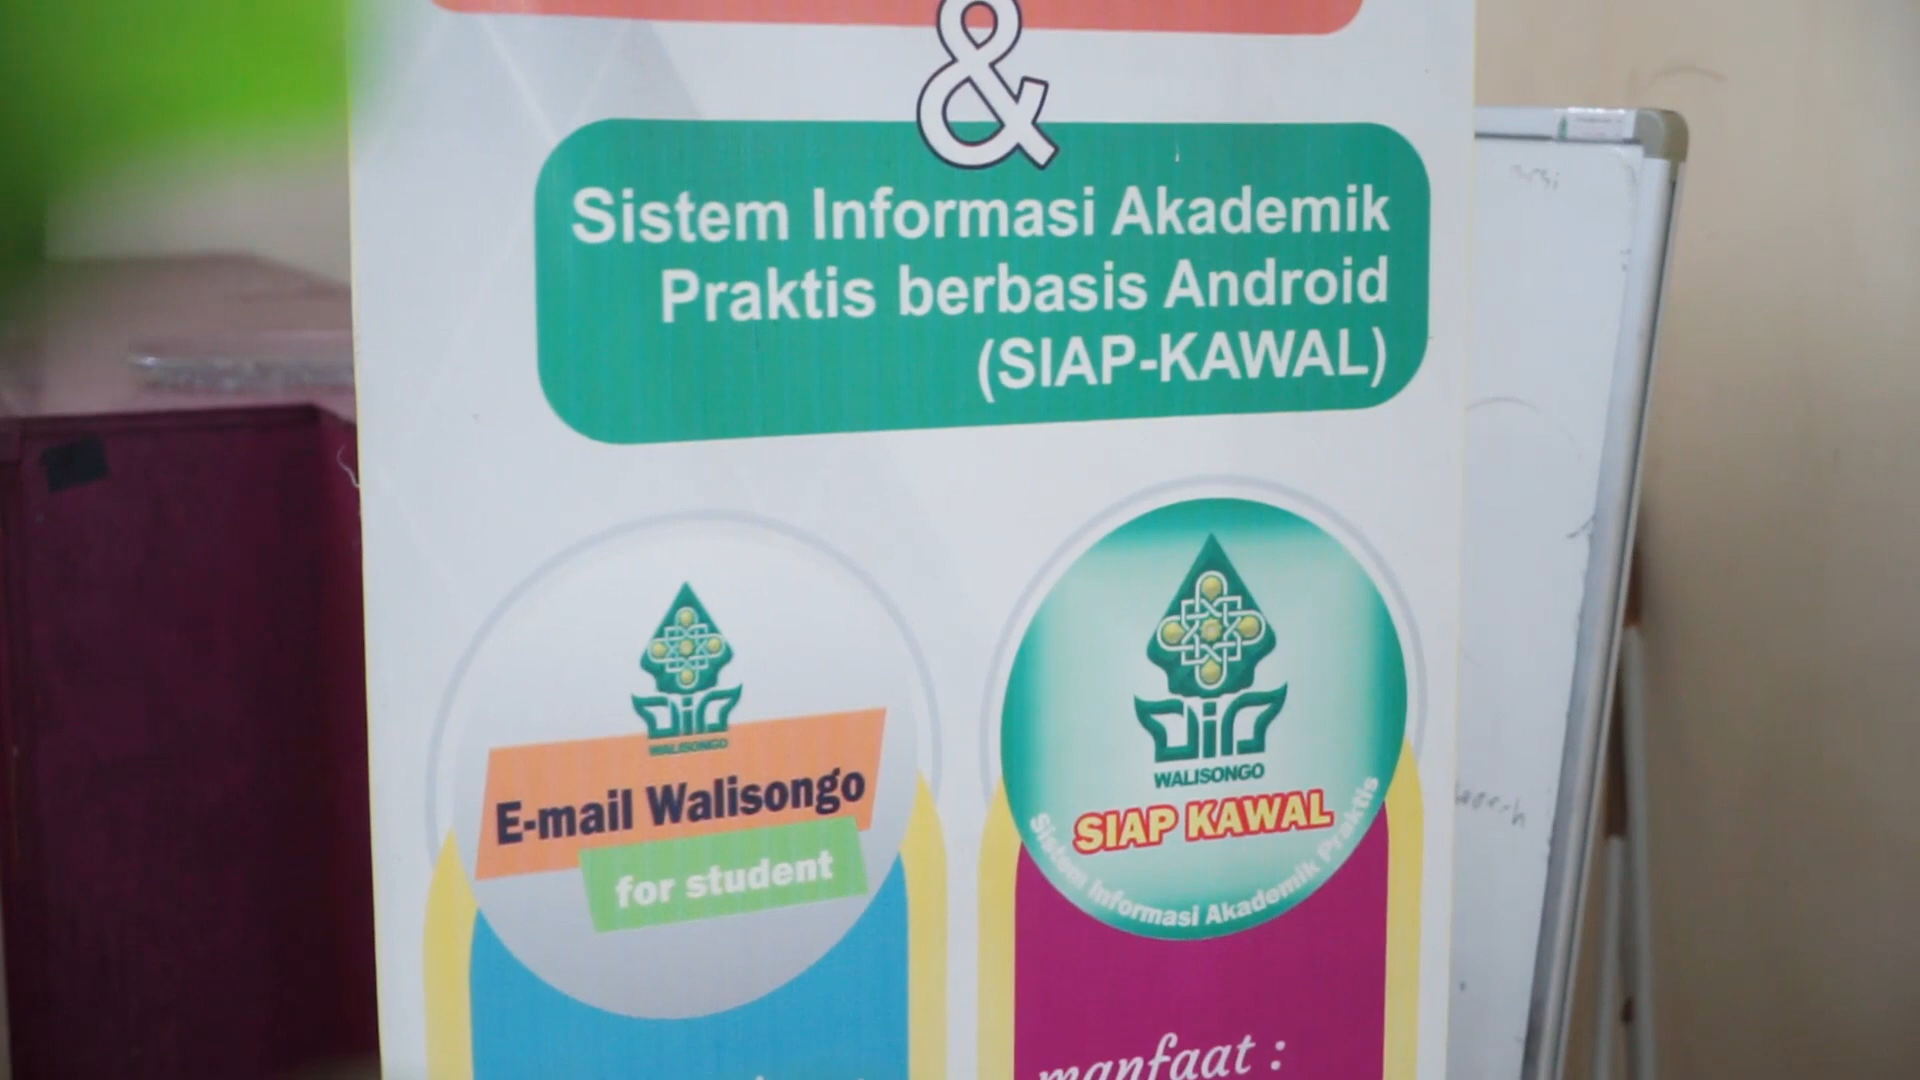 &
Sistem Informasi Akademik
Praktis berbasis Android
(SIAP-KAWAL)
WALISONGO
E-mail Walisongo
for student
WALISONGO
SIAP KAWAL
Sistem Informasi Akademik Praktis
manfaat :